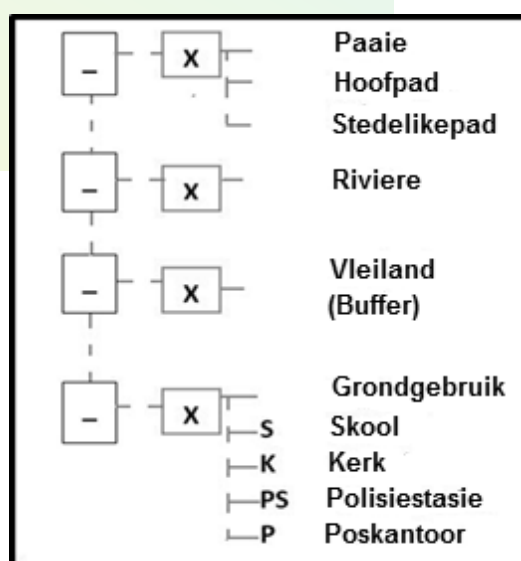 – X Paaie
Hoofpad
Stedelikepad
– X Riviere
– X Vleiland
(Buffer)
– X Grondgebruik
S Skool
K Kerk
PS Polisiestasie
P Poskantoor